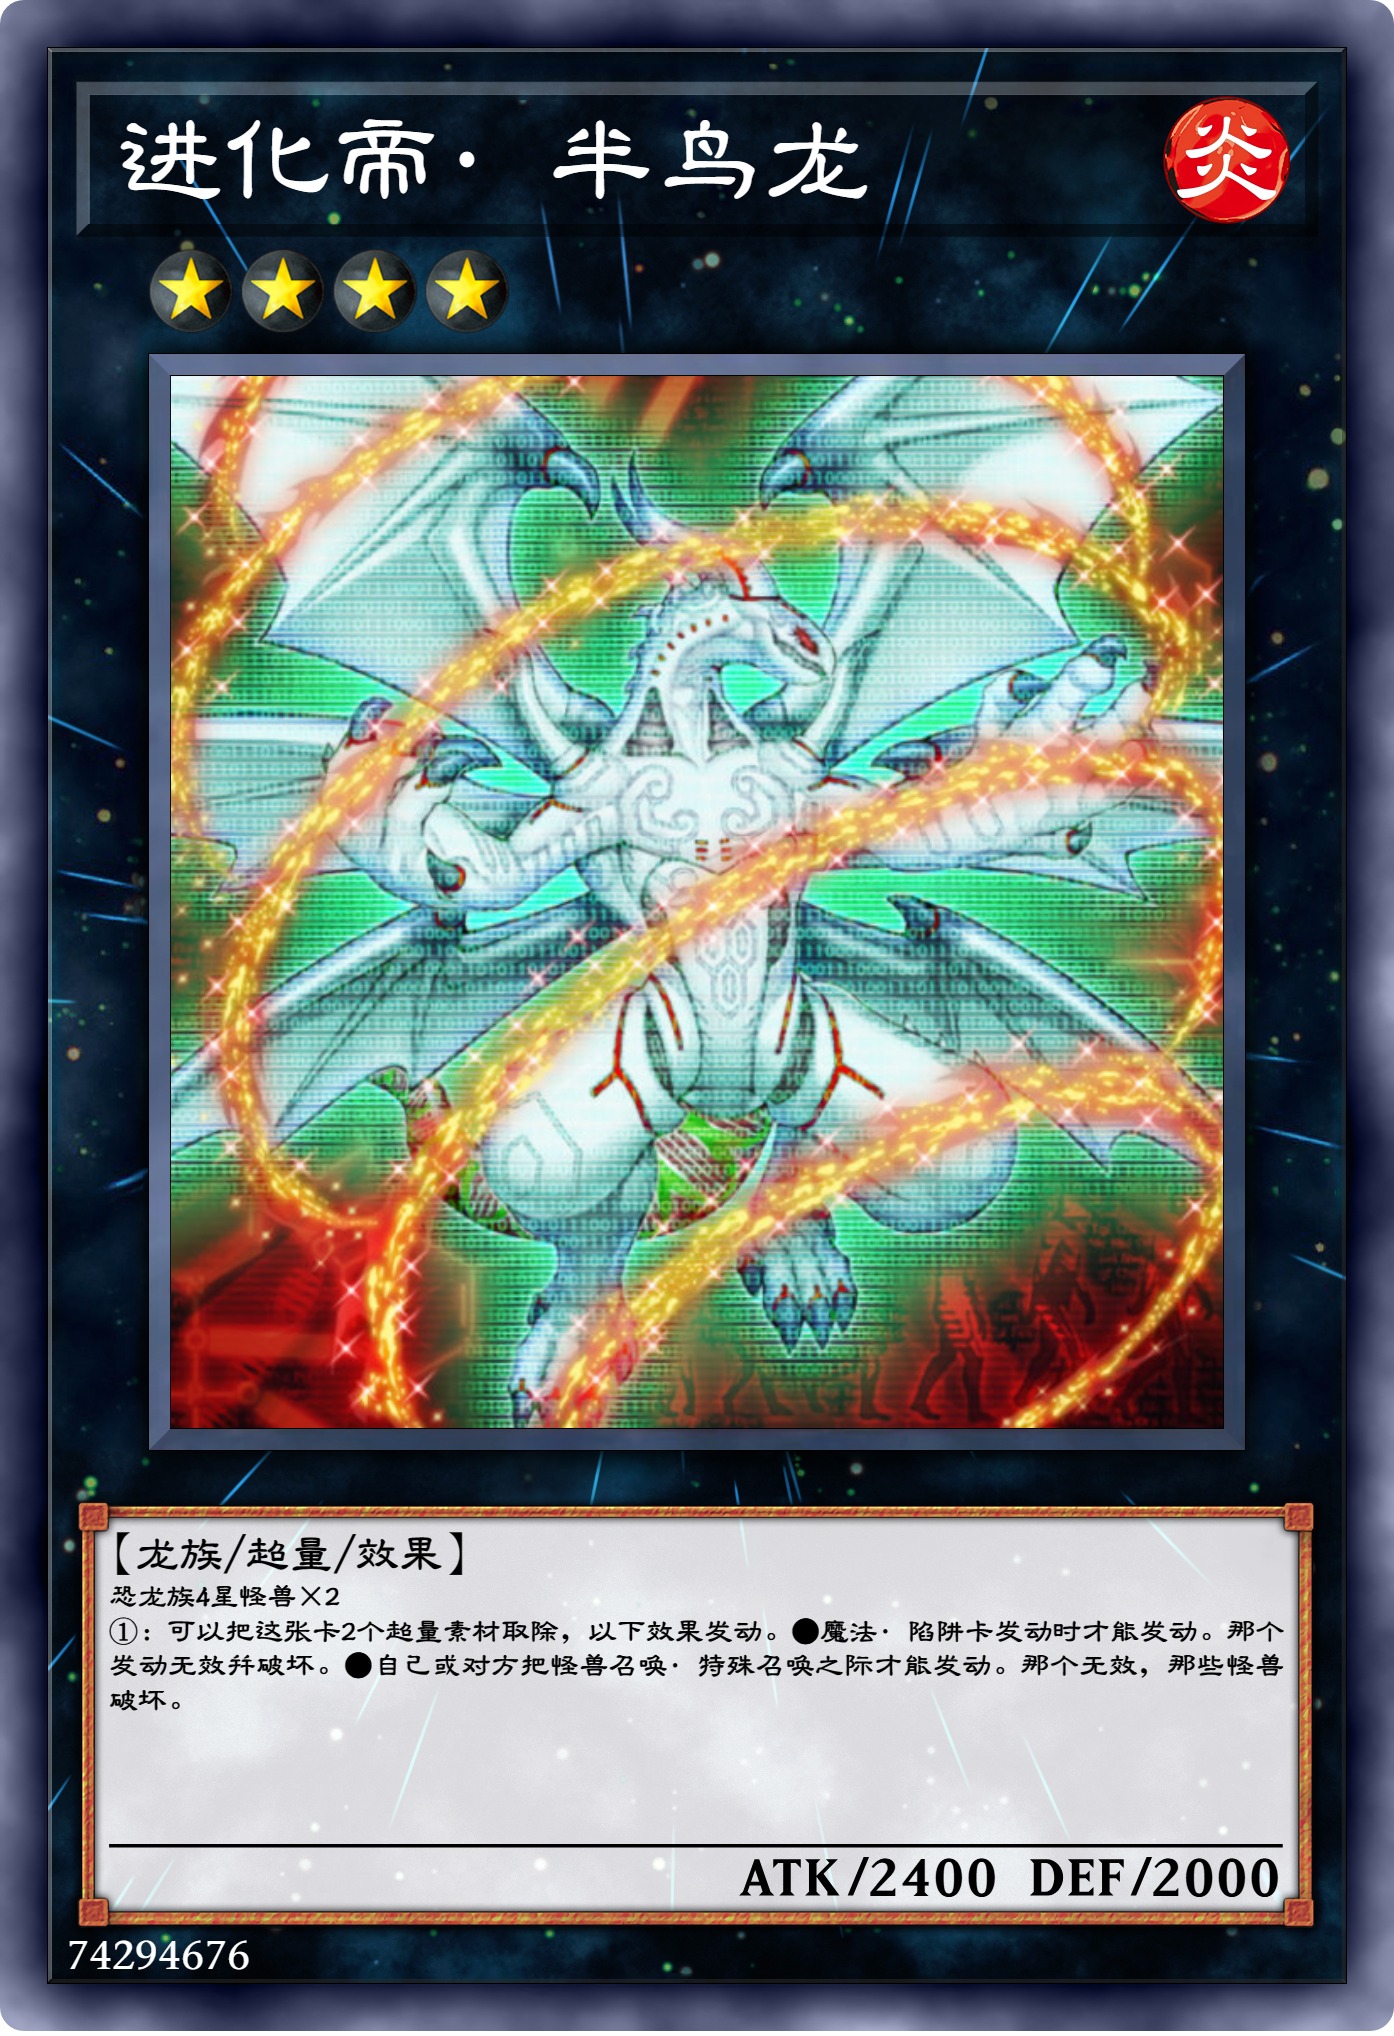 进化帝·半鸟龙
炎
【龙族/超量/效果】
恐龙族4星怪兽×2
①：可以把这张卡2个超量素材取除，以下效果发动。●魔法·陷阱卡发动时才能发动。那个
发动无效并破坏。●自己或对方把怪兽召唤·特殊召唤之际才能发动。那个无效，那些怪兽
破坏。
ATK/2400 DEF/2000
74294676